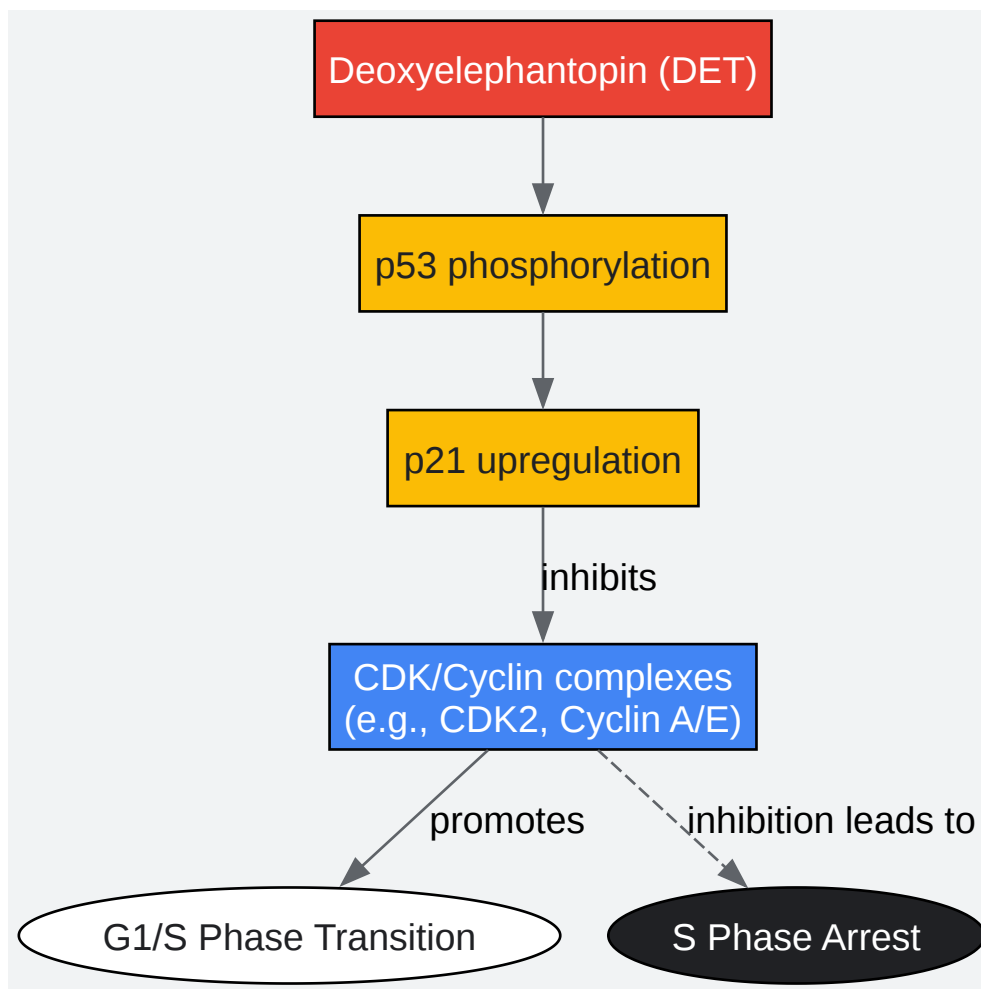 Deoxyelephantopin (DET)
p53 phosphorylation
p21 upregulation
inhibits
CDK/Cyclin complexes
(e.g., CDK2, Cyclin A/E)
promotes
inhibition leads to
G1/S Phase Transition
S Phase Arrest